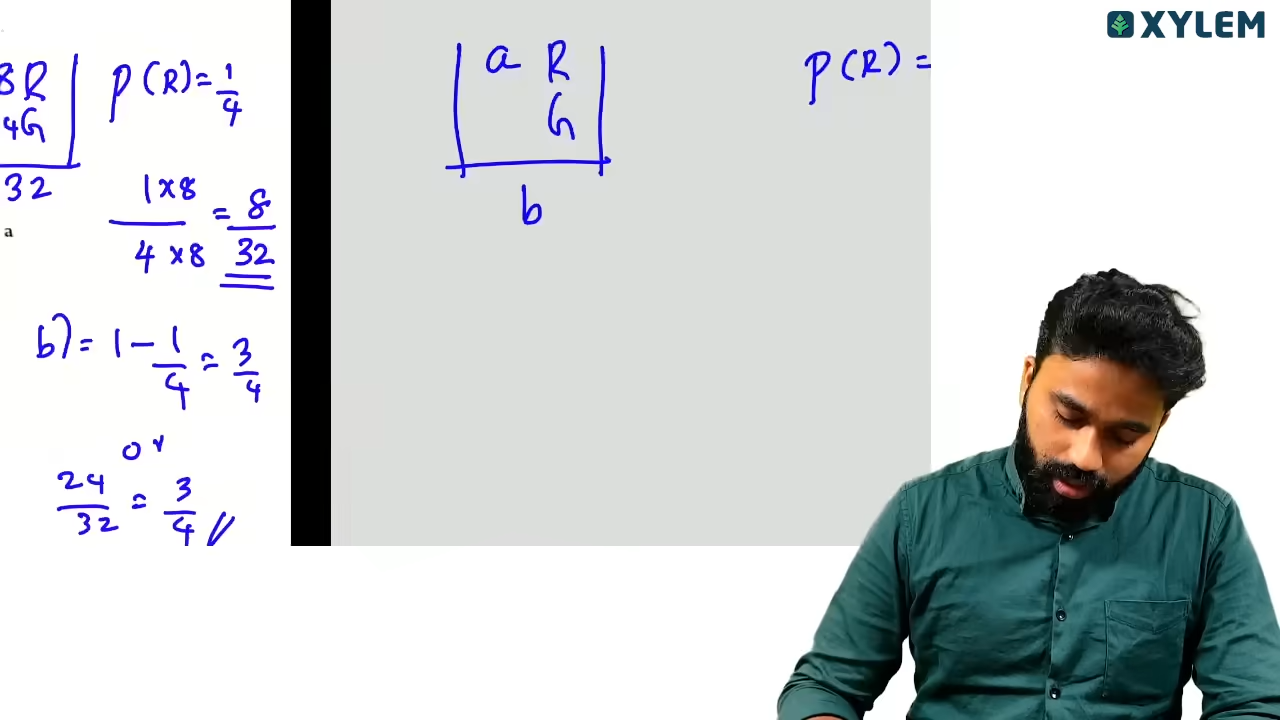 XYLEM
8R
4G
32
P(R)=1/4
1×8/4×8 = 8/32
a
b) = 1 - 1/4 = 3/4
or
24/32 = 3/4
a R
G
b
P(R) =